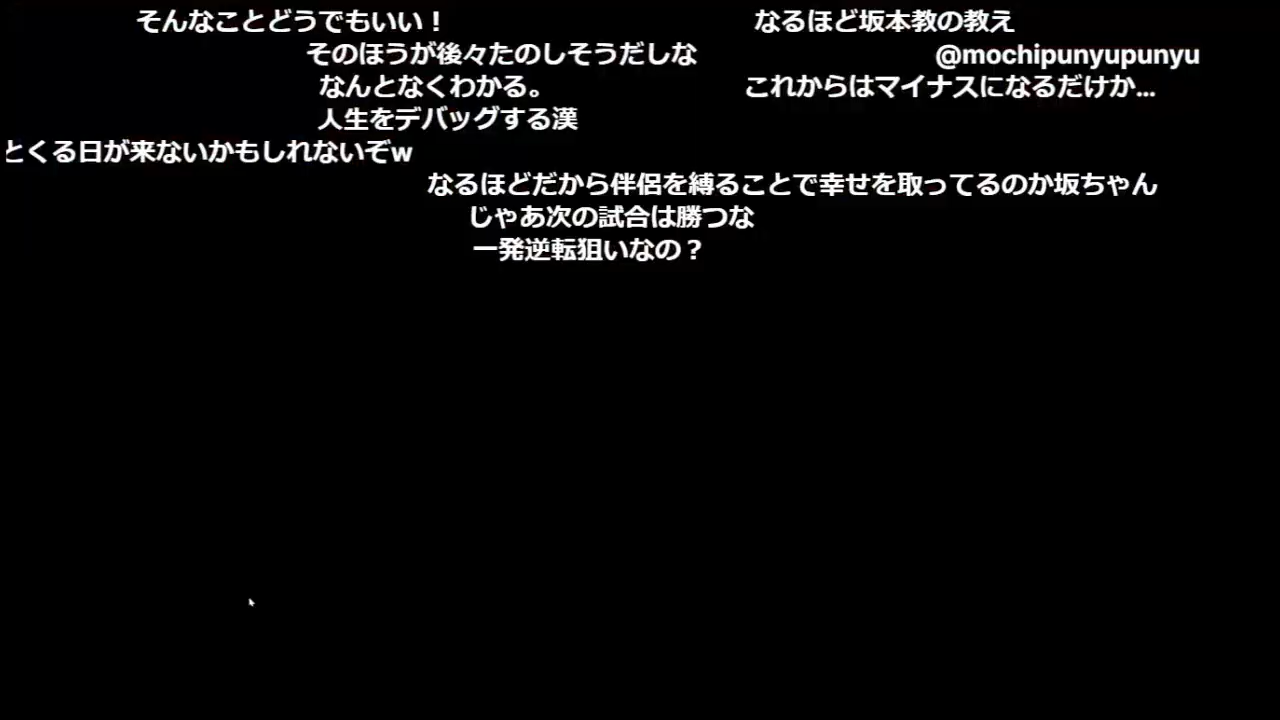 そんなことどうでもいい！
なるほど坂本教の教え
そのほうが後々たのしそうだしな
@mochipunyupunyu
なんとなくわかる。
これからはマイナスになるだけか...
人生をデバッグする漢
とくる日が来ないかもしれないぞw
なるほどだから伴侶を縛ることで幸せを取ってるのか坂ちゃん
じゃあ次の試合は勝つな
一発逆転狙いなの？